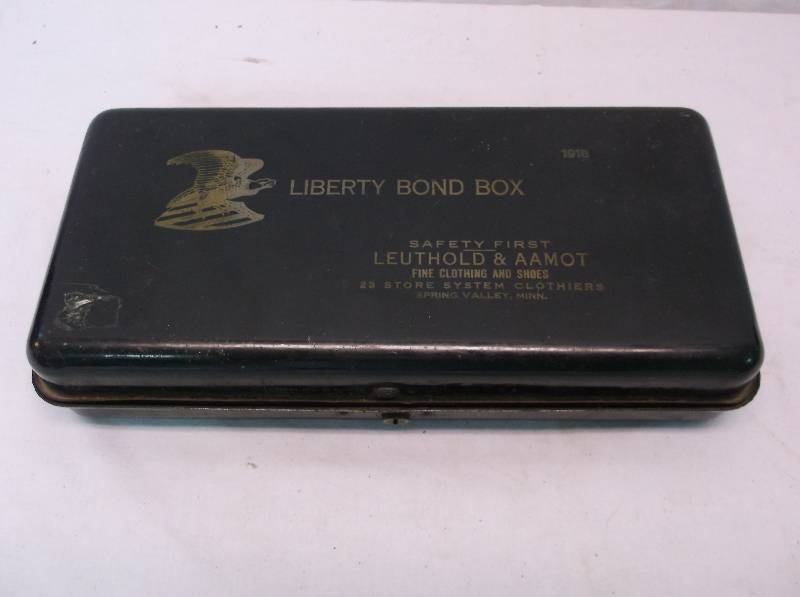 1918
LIBERTY BOND BOX
SAFETY FIRST
LEUTHOLD & AAMOT
FINE CLOTHING AND SHOES
23 STORE SYSTEM CLOTHIERS
SPRING VALLEY, MINN.